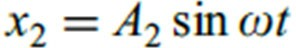 x₂ = A₂ sin ωt